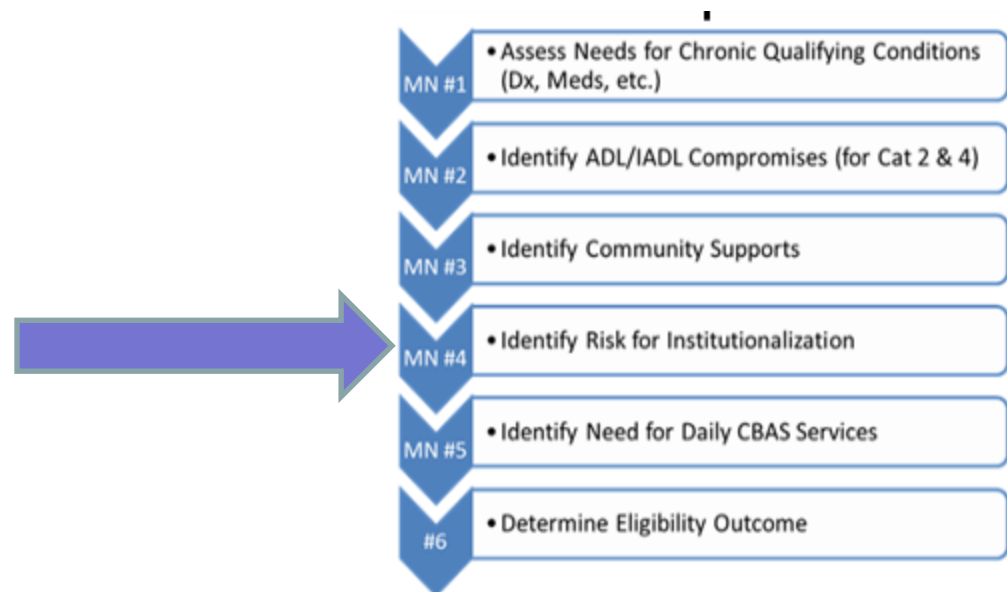 MN #1
• Assess Needs for Chronic Qualifying Conditions
(Dx, Meds, etc.)
MN #2
• Identify ADL/IADL Compromises (for Cat 2 & 4)
MN #3
• Identify Community Supports
MN #4
• Identify Risk for Institutionalization
MN #5
• Identify Need for Daily CBAS Services
#6
• Determine Eligibility Outcome